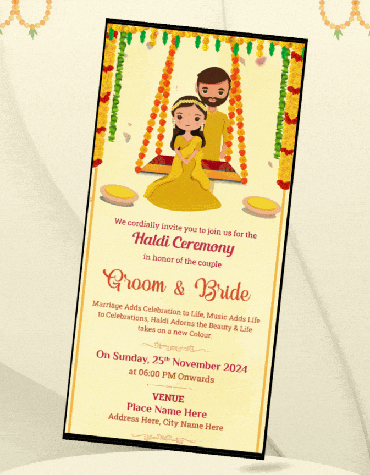 We cordially invite you to join us for the
Haldi Ceremony
in honor of the couple
Groom & Bride
Marriage Adds Celebration to Life, Music Adds Life
to Celebrations, Haldi Adorns the Beauty & Life
takes on a new Colour.
On Sunday, 25th November 2024
at 06:00 PM Onwards
VENUE
Place Name Here
Address Here, City Name Here